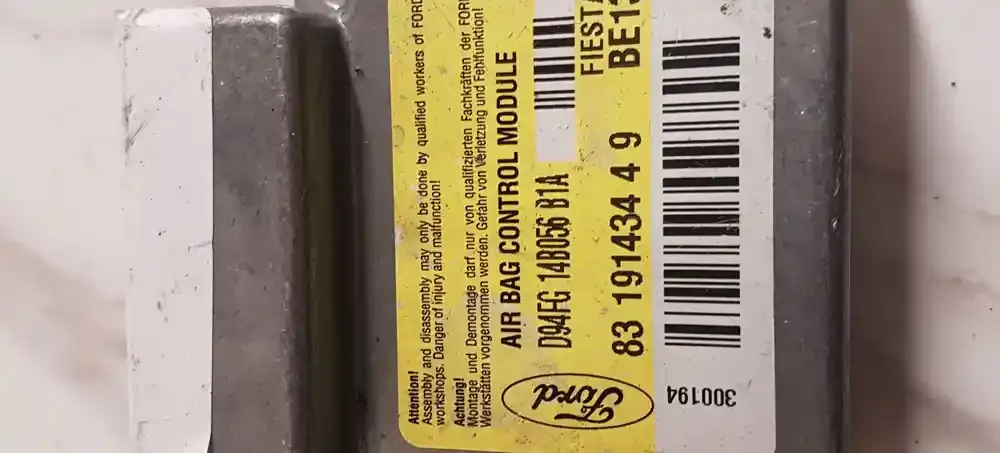 Attention!
Assembly and disassembly may only be done by qualified workers of FORD
workshops. Danger of injury and malfunction!
Achtung!
Montage und Demontage darf nur von qualifizierten Fachkräften der FORD
Werkstätten vorgenommen werden. Gefahr von Verletzung und Fehlfunktion!
AIR BAG CONTROL MODULE
D94FG 14B056 B1A
Ford
FIESTA
83 191434 4 9
BE13
300194